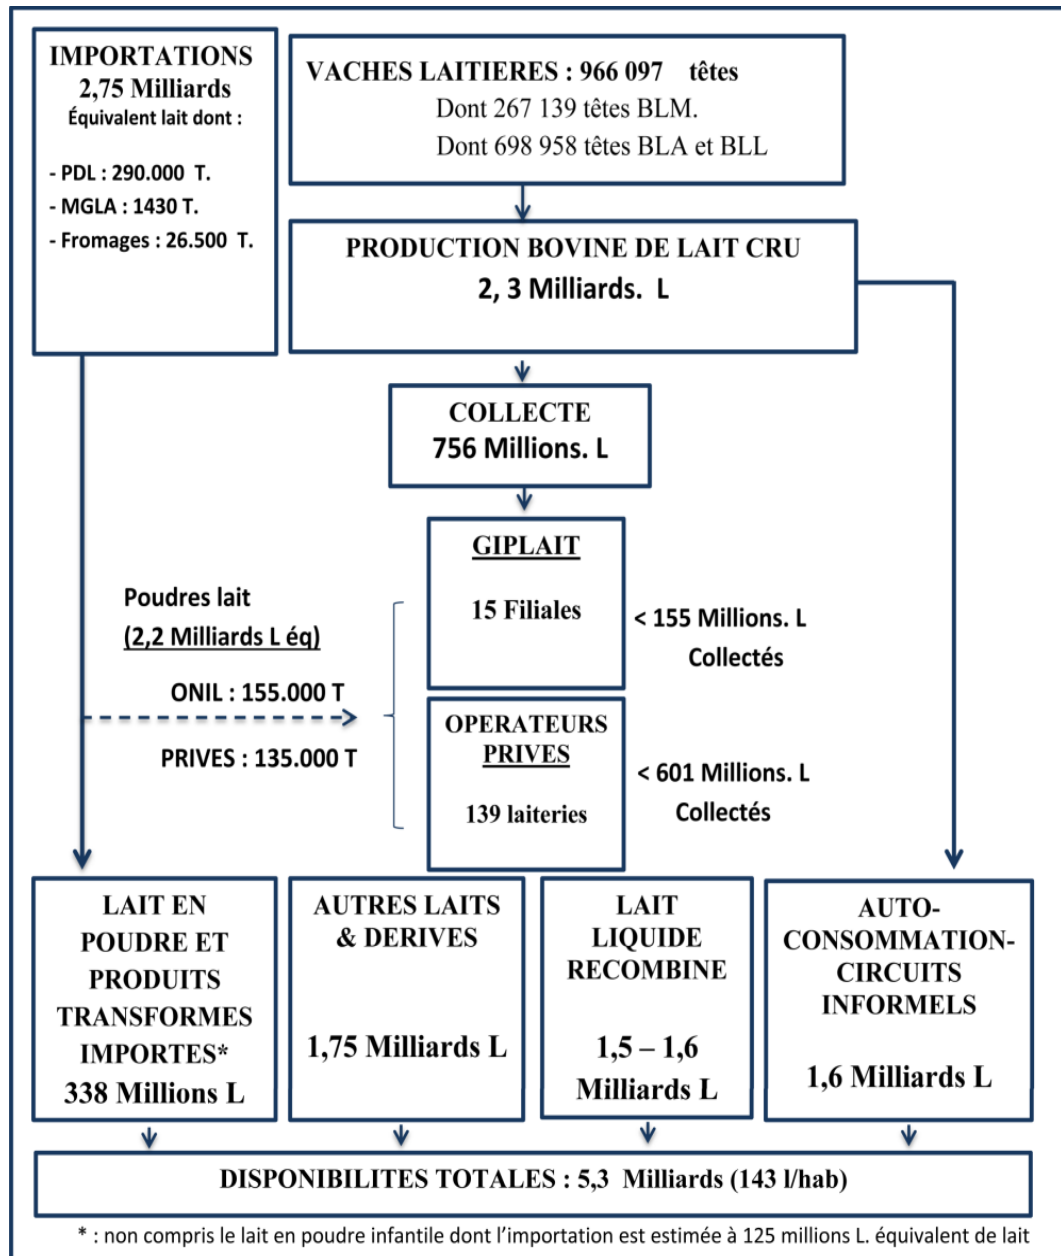 IMPORTATIONS
2,75 Milliards
Équivalent lait dont :
- PDL : 290.000 T.
- MGLA : 1430 T.
- Fromages : 26.500 T.
VACHES LAITIERES : 966 097 têtes
Dont 267 139 têtes BLM.
Dont 698 958 têtes BLA et BLL
PRODUCTION BOVINE DE LAIT CRU
2, 3 Milliards. L
COLLECTE
756 Millions. L
GIPLAIT
15 Filiales
< 155 Millions. L
Collectés
Poudres lait
(2,2 Milliards L éq)
ONIL : 155.000 T
PRIVES : 135.000 T
OPERATEURS
PRIVES
139 laiteries
< 601 Millions. L
Collectés
LAIT EN
POUDRE ET
PRODUITS
TRANSFORMES
IMPORTES*
338 Millions L
AUTRES LAITS
& DERIVES
1,75 Milliards L
LAIT
LIQUIDE
RECOMBINE
1,5 – 1,6
Milliards L
AUTO-
CONSOMMATION-
CIRCUITS
INFORMELS
1,6 Milliards L
DISPONIBILITES TOTALES : 5,3 Milliards (143 l/hab)
* : non compris le lait en poudre infantile dont l’importation est estimée à 125 millions L. équivalent de lait